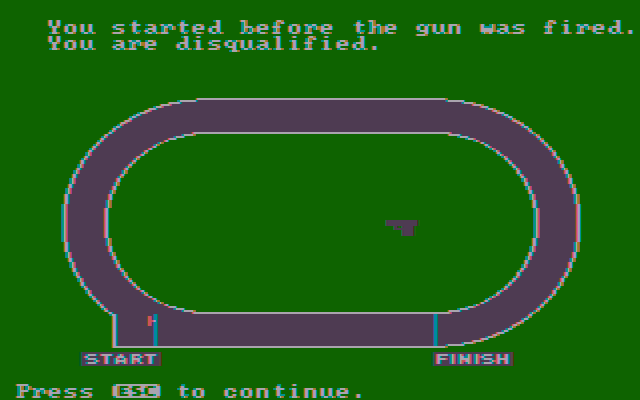 You started before the gun was fired.
You are disqualified.
START
FINISH
Press ESC to continue.